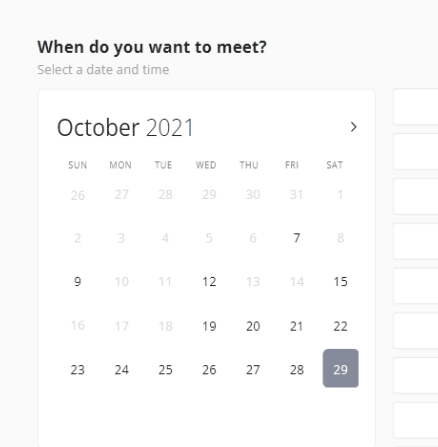 When do you want to meet?
Select a date and time
October 2021
SUN MON TUE WED THU FRI SAT
26 27 28 29 30 31 1
2 3 4 5 6 7 8
9 10 11 12 13 14 15
16 17 18 19 20 21 22
23 24 25 26 27 28 29